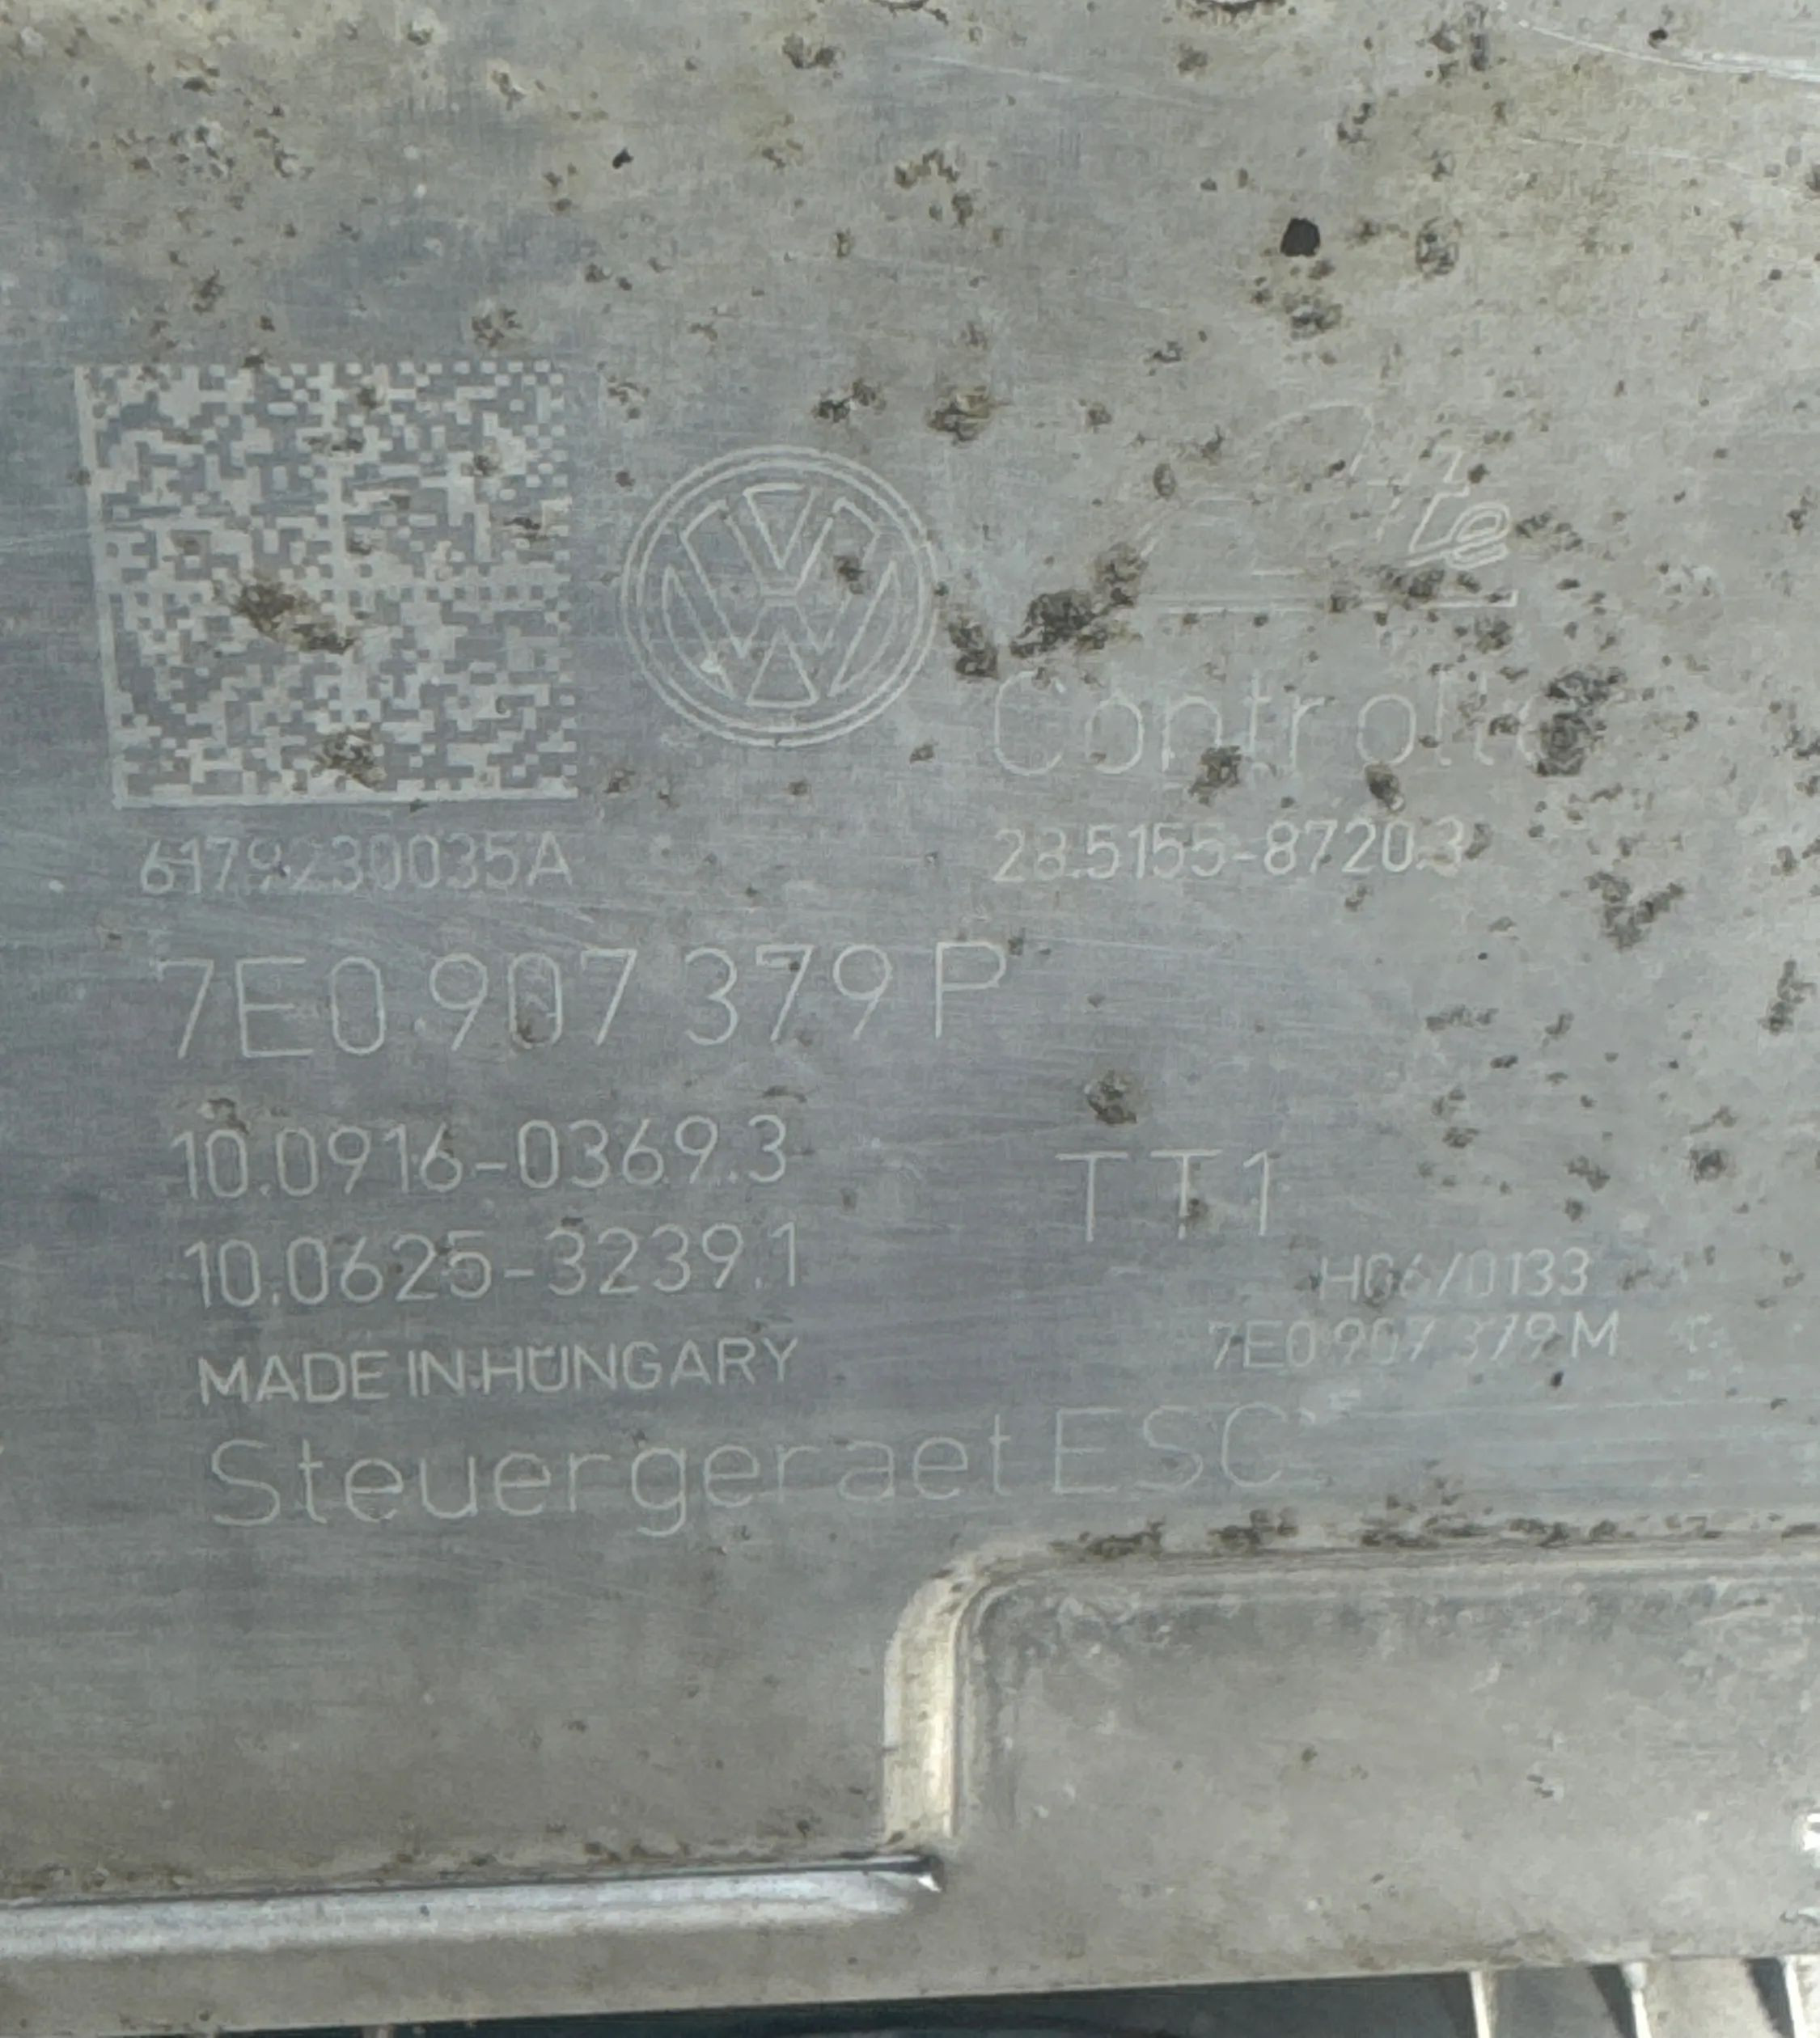 6179230035A
28.5155-8720.3
7E0 907 379 P
10.0916-0369.3
10.0625-3239.1
TT1
H06/0133
7E0 907 379 M
MADE IN HUNGARY
Steuergeraet ESC